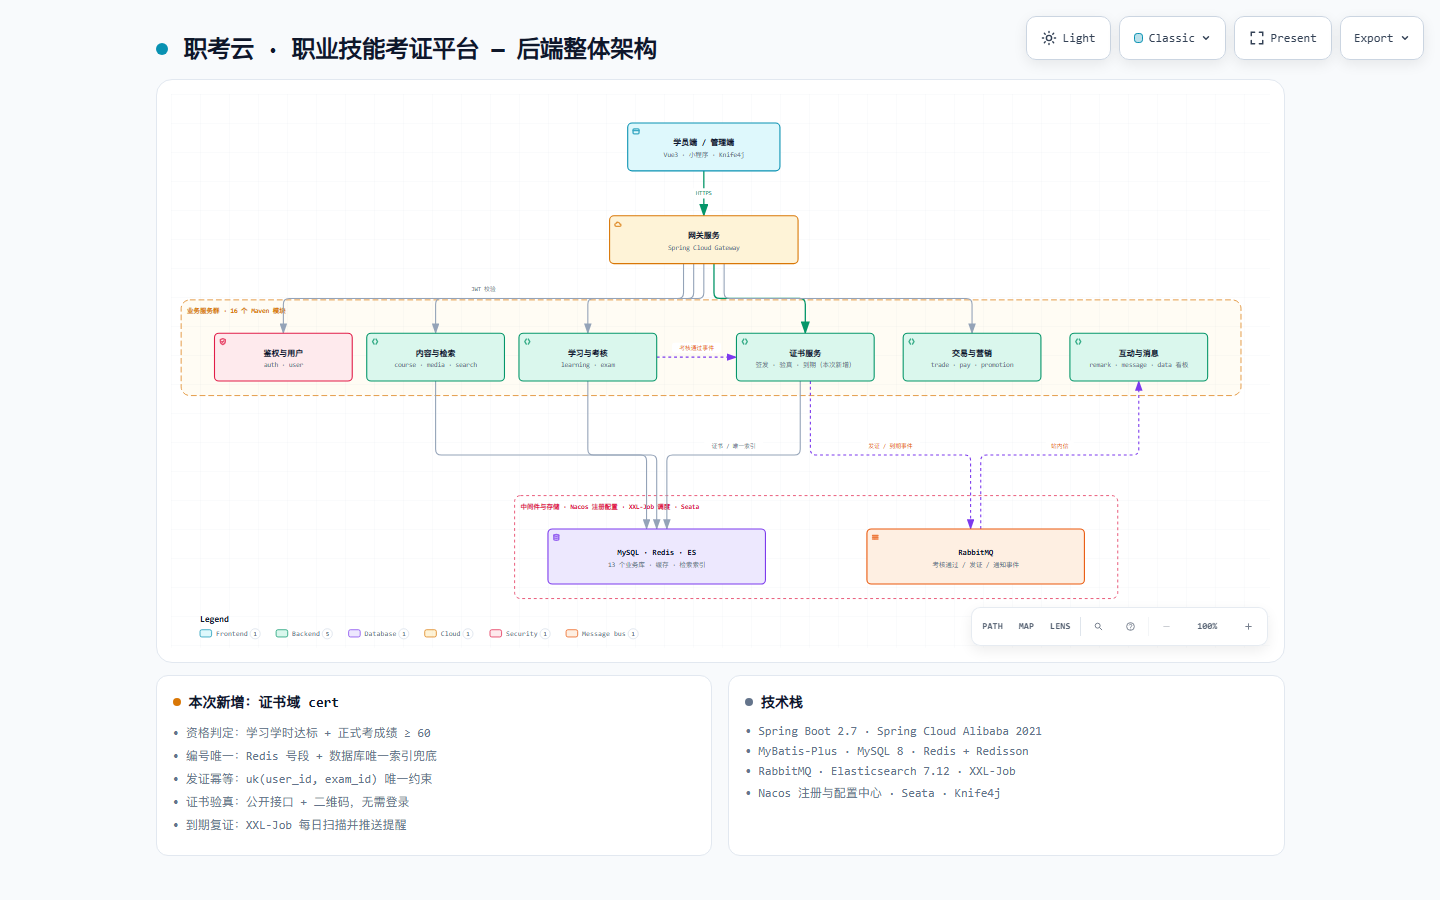 职考云 · 职业技能考证平台 — 后端整体架构
Light
Classic
Present
Export
学员端 / 管理端
Vue3 · 小程序 · Knife4j
HTTPS
网关服务
Spring Cloud Gateway
JWT 校验
业务服务群 · 16 个 Maven 模块
鉴权与用户
auth · user
内容与检索
course · media · search
学习与考核
learning · exam
考核通过事件
证书服务
签发 · 验真 · 到期（本次新增）
交易与营销
trade · pay · promotion
互动与消息
remark · message · data 看板
证书 / 唯一索引
发证 / 到期事件
站内信
中间件与存储 · Nacos 注册配置 · XXL-Job 调度 · Seata
MySQL · Redis · ES
13 个业务库 · 缓存 · 检索索引
RabbitMQ
考核通过 / 发证 / 通知事件
Legend
Frontend 1
Backend 5
Database 1
Cloud 1
Security 1
Message bus 1
PATH
MAP
LENS
100%
本次新增: 证书域 cert
• 资格判定: 学习学时达标 + 正式考成绩 ≥ 60
• 编号唯一: Redis 号段 + 数据库唯一索引兜底
• 发证幂等: uk(user_id, exam_id) 唯一约束
• 证书验真: 公开接口 + 二维码, 无需登录
• 到期复证: XXL-Job 每日扫描并推送提醒
技术栈
• Spring Boot 2.7 · Spring Cloud Alibaba 2021
• MyBatis-Plus · MySQL 8 · Redis + Redisson
• RabbitMQ · Elasticsearch 7.12 · XXL-Job
• Nacos 注册与配置中心 · Seata · Knife4j